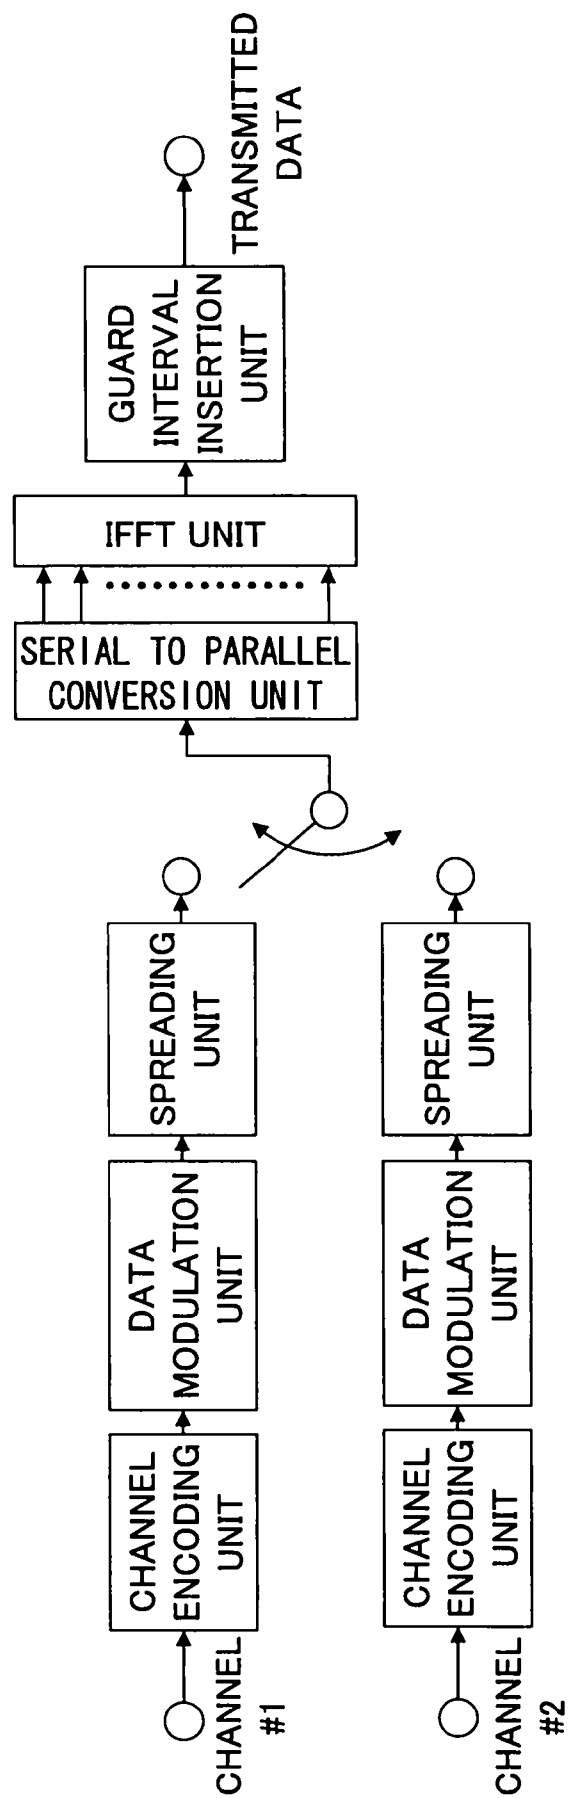 CHANNEL
#1
CHANNEL
ENCODING
UNIT
DATA
MODULATION
UNIT
SPREADING
UNIT
CHANNEL
#2
CHANNEL
ENCODING
UNIT
DATA
MODULATION
UNIT
SPREADING
UNIT
SERIAL TO PARALLEL
CONVERSION UNIT
IFFT UNIT
GUARD
INTERVAL
INSERTION
UNIT
TRANSMITTED
DATA